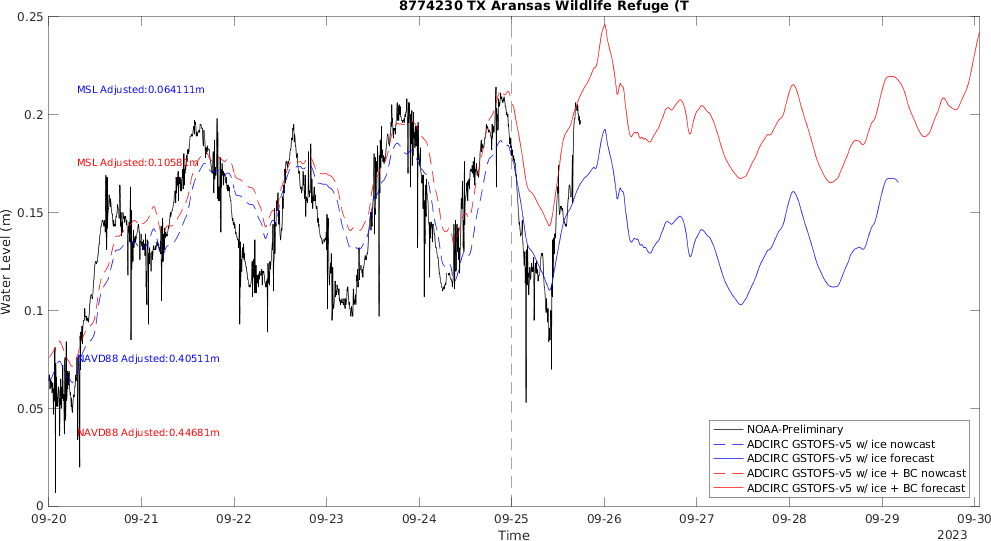 8774230 TX Aransas Wildlife Refuge (T
0.25
0.2
0.15
0.1
0.05
0
Water Level (m)
MSL Adjusted:0.064111m
MSL Adjusted:0.1058
NAVD88 Adjusted:0.40511m
NAVD88 Adjusted:0.44681m
NOAA-Preliminary
ADCIRC GSTOFS-v5 w/ ice nowcast
ADCIRC GSTOFS-v5 w/ ice forecast
ADCIRC GSTOFS-v5 w/ ice + BC nowcast
ADCIRC GSTOFS-v5 w/ ice + BC forecast
09-20 09-21 09-22 09-23 09-24 09-25 09-26 09-27 09-28 09-29 09-30
Time
2023